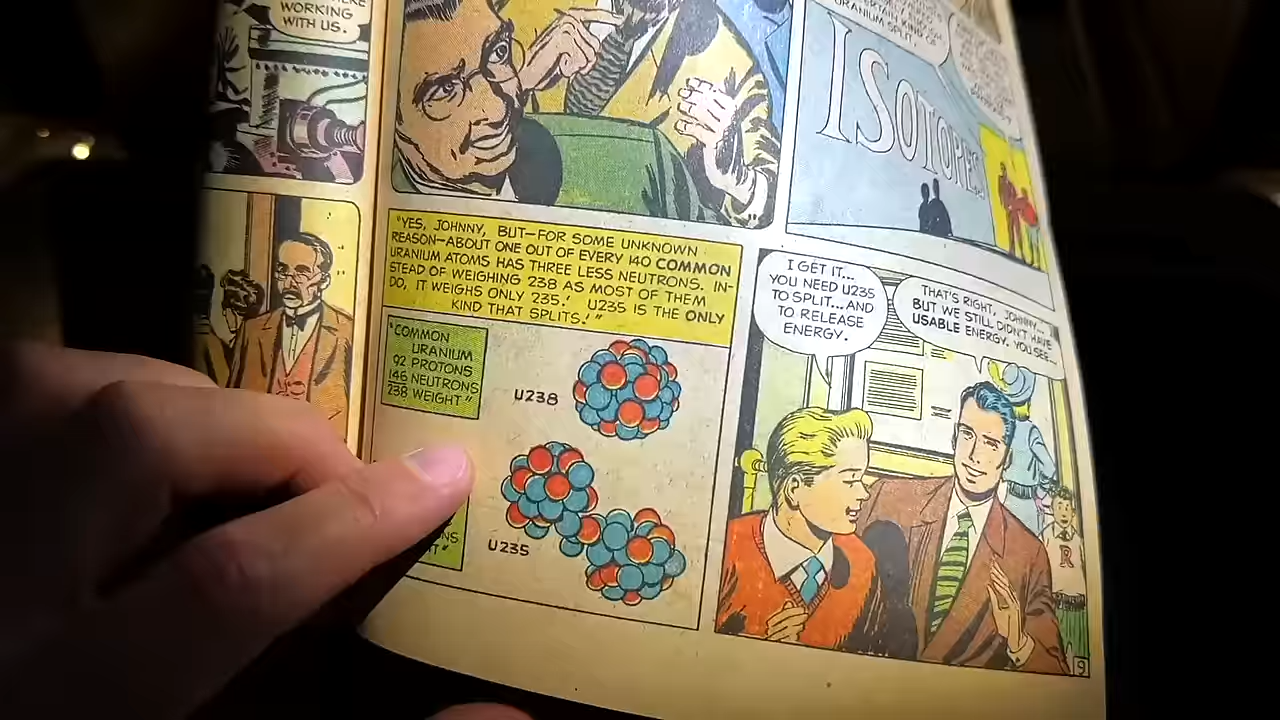 WORKING
WITH US.
URANIUM SPLIT.
ISOTOPES
"YES, JOHNNY, BUT—FOR SOME UNKNOWN
REASON—ABOUT ONE OUT OF EVERY 140 COMMON
URANIUM ATOMS HAS THREE LESS NEUTRONS. IN-
STEAD OF WEIGHING 238 AS MOST OF THEM
DO, IT WEIGHS ONLY 235! U235 IS THE ONLY
KIND THAT SPLITS!"
"COMMON
URANIUM
92 PROTONS
146 NEUTRONS
238 WEIGHT"
U238
U235
I GET IT...
YOU NEED U235
TO SPLIT...AND
TO RELEASE
ENERGY.
THAT'S RIGHT, JOHNNY...
BUT WE STILL DIDN'T HAVE
USABLE ENERGY. YOU SEE...
R
9